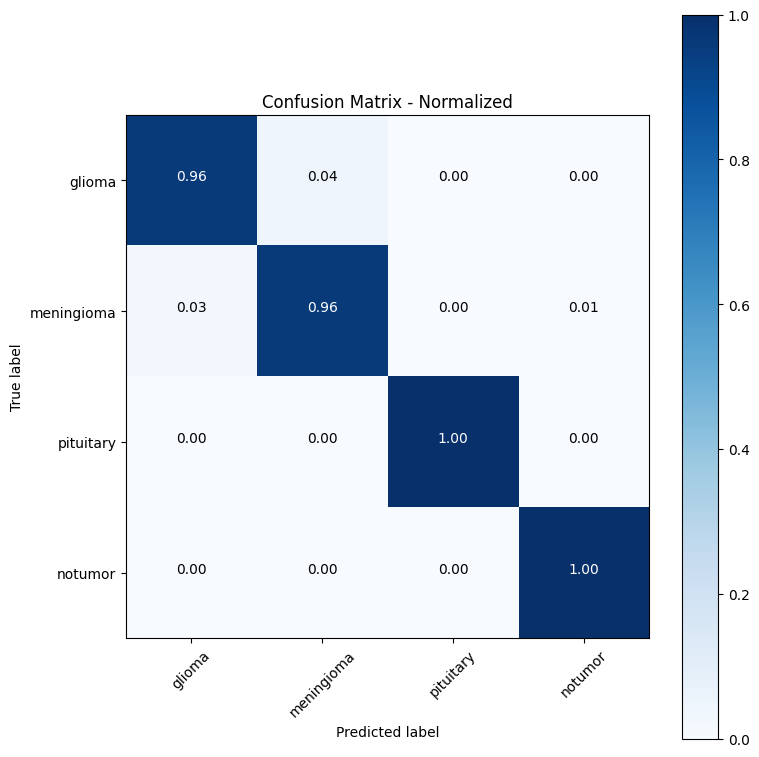 Confusion Matrix - Normalized
True label
glioma 0.96 0.04 0.00 0.00
meningioma 0.03 0.96 0.00 0.01
pituitary 0.00 0.00 1.00 0.00
notumor 0.00 0.00 0.00 1.00
glioma meningioma pituitary notumor
Predicted label
1.0
0.8
0.6
0.4
0.2
0.0